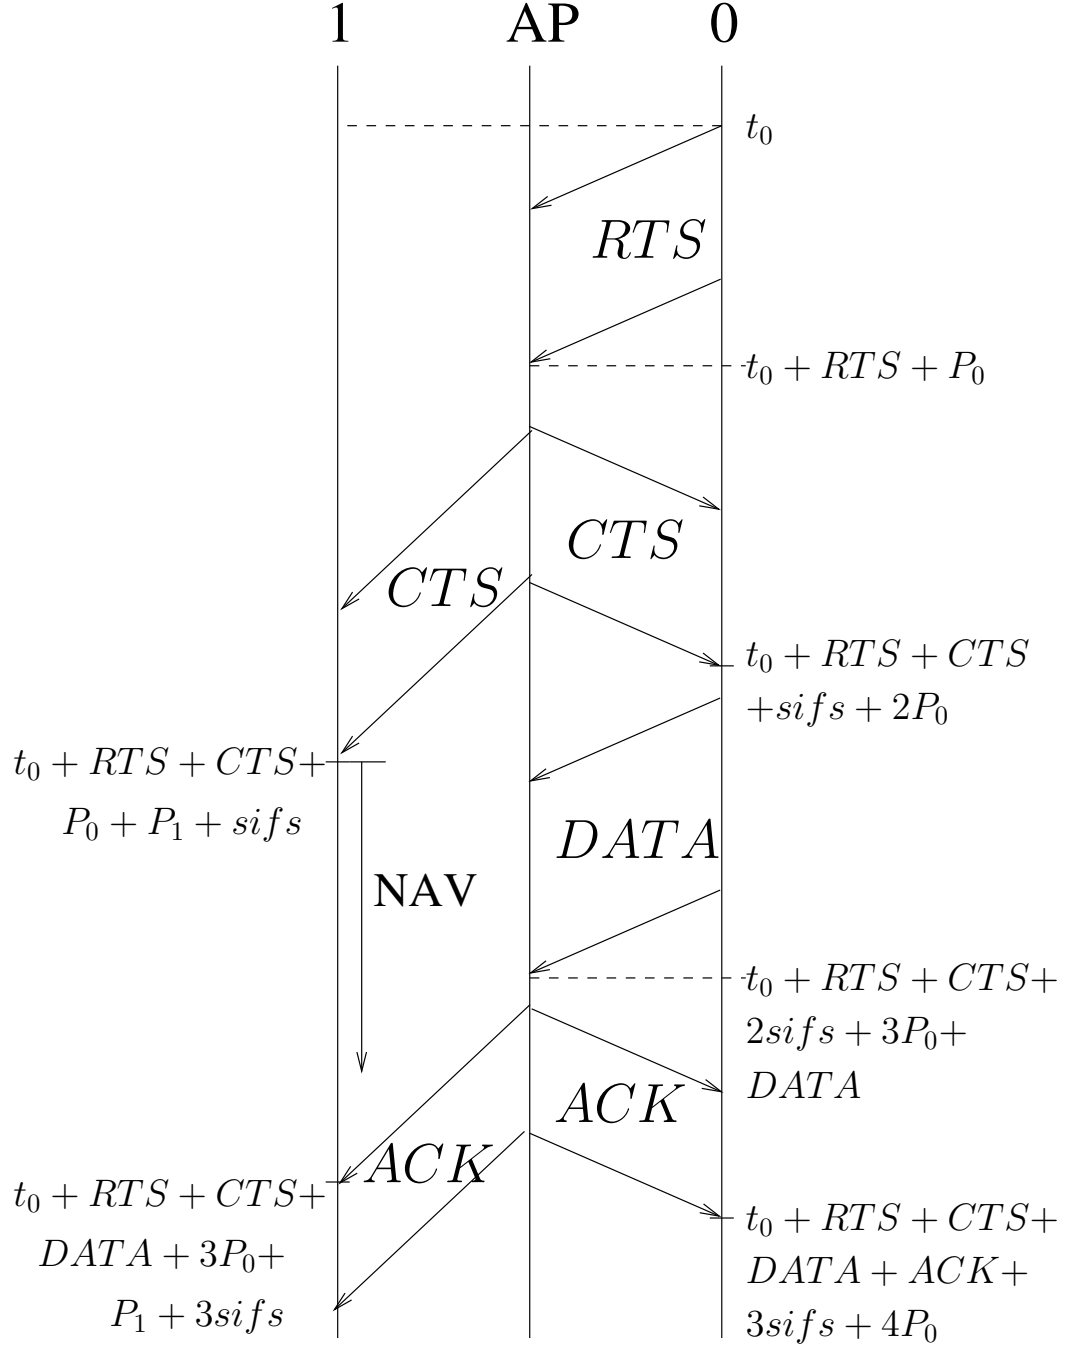 1 AP 0
t_0
RTS
t_0 + RTS + P_0
CTS
CTS
t_0 + RTS + CTS
+sifs + 2P_0
t_0 + RTS + CTS+
P_0 + P_1 + sifs
DATA
NAV
t_0 + RTS + CTS+
2sifs + 3P_0+
DATA
ACK
ACK
t_0 + RTS + CTS+
DATA + 3P_0+
P_1 + 3sifs
t_0 + RTS + CTS+
DATA + ACK+
3sifs + 4P_0